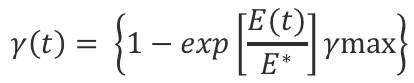 γ(t) = {1 − exp [E(t)/E*] γmax}